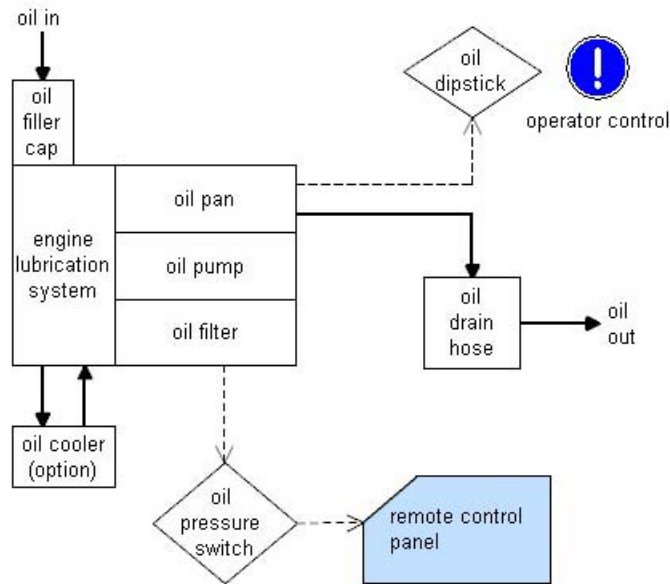 oil in
oil
filler
cap
oil
dipstick
!
operator control
engine
lubrication
system
oil pan
oil pump
oil filter
oil
drain
hose
oil
out
oil cooler
(option)
oil
pressure
switch
remote control
panel